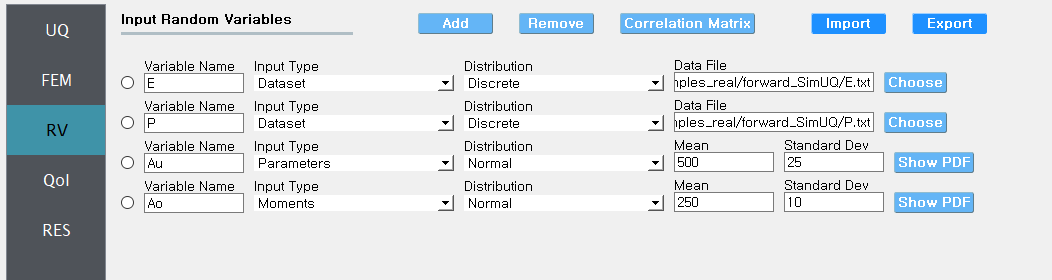 UQ
FEM
RV
QoI
RES
Input Random Variables
Add
Remove
Correlation Matrix
Import
Export
Variable Name Input Type Distribution Data File
E Dataset Discrete nples_real/forward_SimUQ/E.txt Choose
Variable Name Input Type Distribution Data File
P Dataset Discrete nples_real/forward_SimUQ/P.txt Choose
Variable Name Input Type Distribution Mean Standard Dev
Au Parameters Normal 500 25 Show PDF
Variable Name Input Type Distribution Mean Standard Dev
Ao Moments Normal 250 10 Show PDF